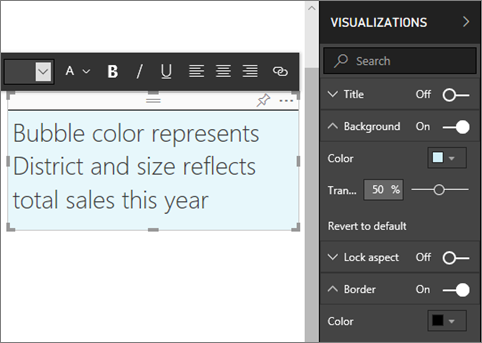 VISUALIZATIONS
Search
A B I U
Bubble color represents
District and size reflects
total sales this year
Title Off
Background On
Color
Tran... 50 %
Revert to default
Lock aspect Off
Border On
Color